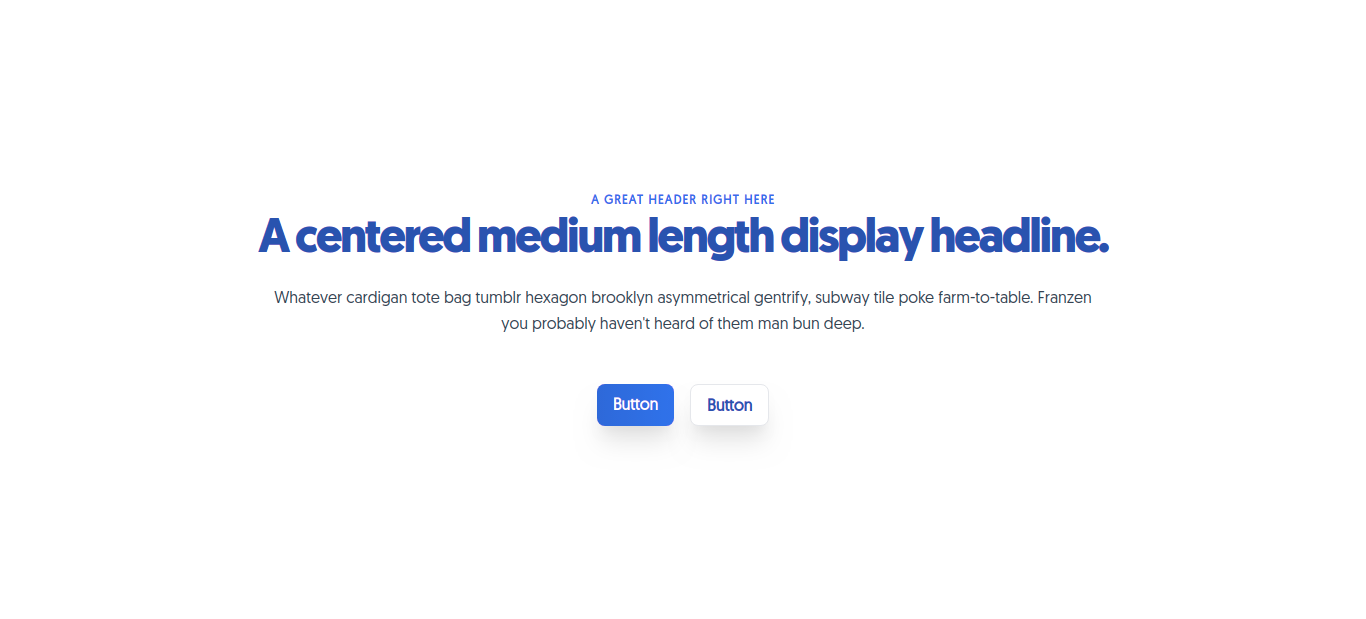 A GREAT HEADER RIGHT HERE
A centered medium length display headline.
Whatever cardigan tote bag tumblr hexagon brooklyn asymmetrical gentrify, subway tile poke farm-to-table. Franzen
you probably haven't heard of them man bun deep.
Button Button